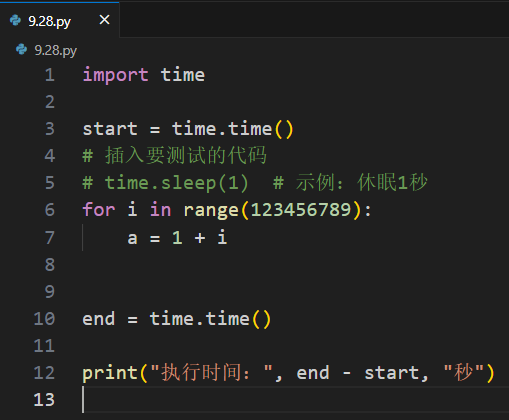 9.28.py
9.28.py
1 import time
2
3 start = time.time()
4 # 插入要测试的代码
5 # time.sleep(1)  # 示例：休眠1秒
6 for i in range(123456789):
7     a = 1 + i
8
9
10 end = time.time()
11
12 print("执行时间：", end - start, "秒")
13